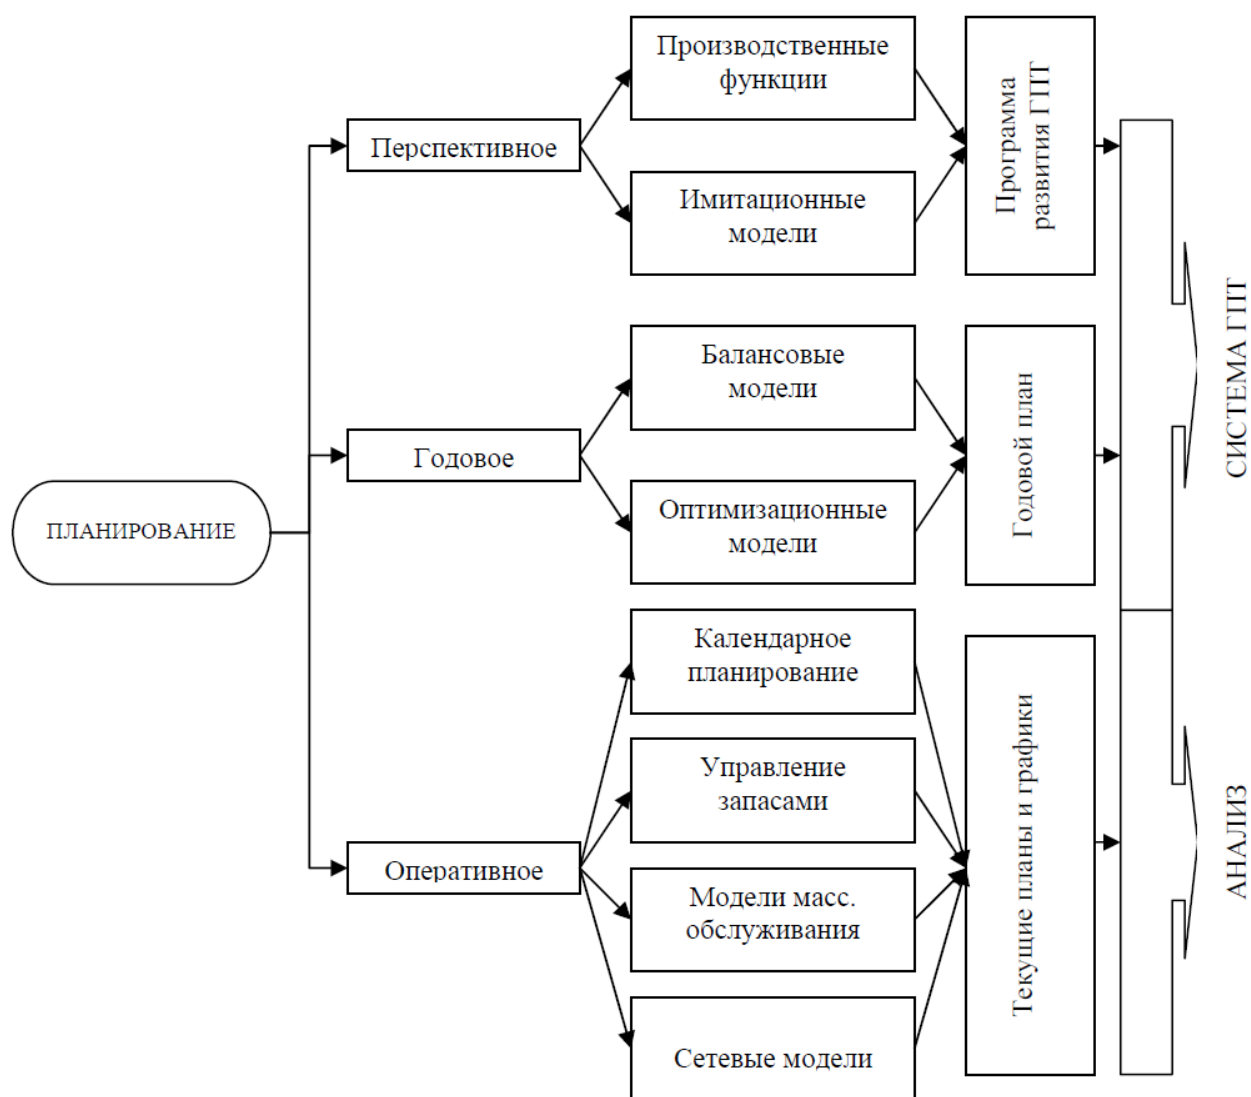 Производственные
функции
Программа
развития ГПТ
Перспективное
Имитационные
модели
СИСТЕМА ГПТ
Балансовые
модели
Годовой план
Годовое
Оптимизационные
модели
ПЛАНИРОВАНИЕ
Календарное
планирование
Текущие планы и графики
Управление
запасами
АНАЛИЗ
Оперативное
Модели масс.
обслуживания
Сетевые модели